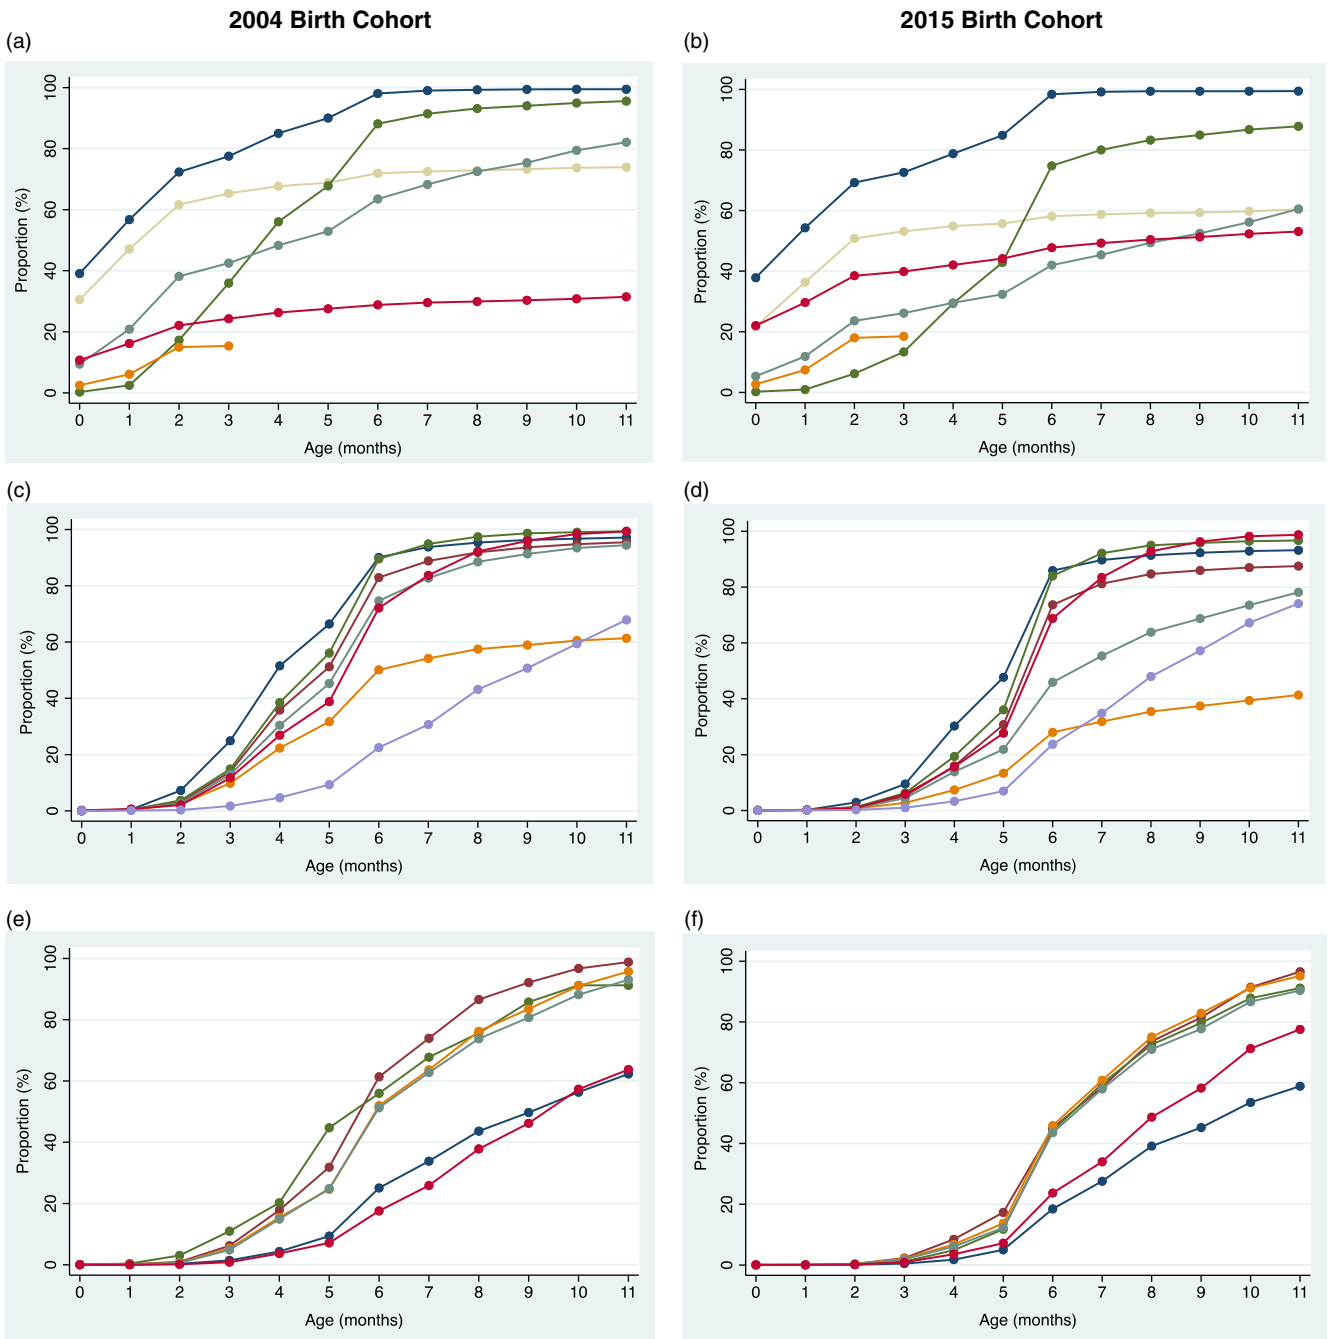 2004 Birth Cohort
2015 Birth Cohort
(a)
Proportion (%)
100
80
60
40
20
0
0 1 2 3 4 5 6 7 8 9 10 11
Age (months)
(b)
Proportion (%)
100
80
60
40
20
0
0 1 2 3 4 5 6 7 8 9 10 11
Age (months)
(c)
Proportion (%)
100
80
60
40
20
0
0 1 2 3 4 5 6 7 8 9 10 11
Age (months)
(d)
Porportion (%)
100
80
60
40
20
0
0 1 2 3 4 5 6 7 8 9 10 11
Age (months)
(e)
Proportion (%)
100
80
60
40
20
0
0 1 2 3 4 5 6 7 8 9 10 11
Age (months)
(f)
Proportion (%)
100
80
60
40
20
0
0 1 2 3 4 5 6 7 8 9 10 11
Age (months)